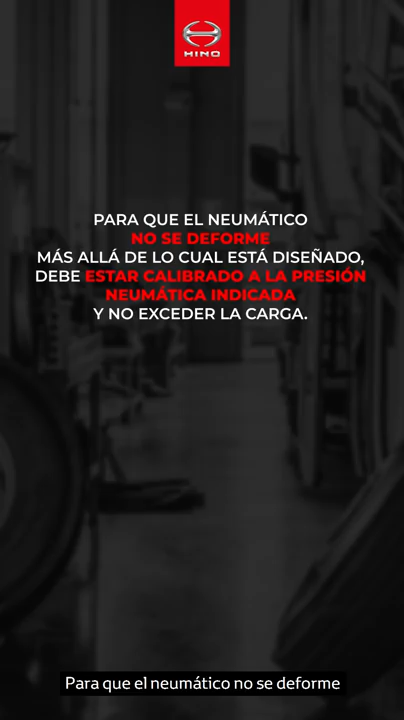 HINO
PARA QUE EL NEUMÁTICO
NO SE DEFORME
MÁS ALLÁ DE LO CUAL ESTÁ DISEÑADO,
DEBE ESTAR CALIBRADO A LA PRESIÓN
NEUMÁTICA INDICADA
Y NO EXCEDER LA CARGA.
Para que el neumático no se deforme